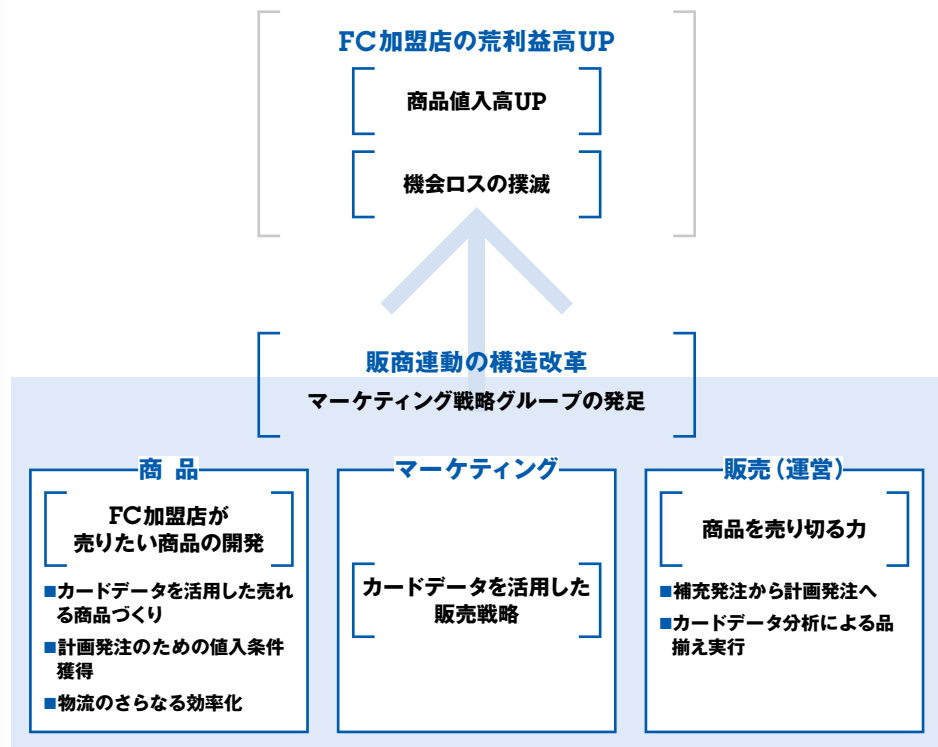 FC加盟店の荒利益高UP
商品値入高UP
機会ロスの撲滅
販商連動の構造改革
マーケティング戦略グループの発足
商 品
FC加盟店が
売りたい商品の開発
■カードデータを活用した売れ
る商品づくり
■計画発注のための値入条件
獲得
■物流のさらなる効率化
マーケティング
カードデータを活用した
販売戦略
販売(運営)
商品を売り切る力
■補充発注から計画発注へ
■カードデータ分析による品
揃え実行